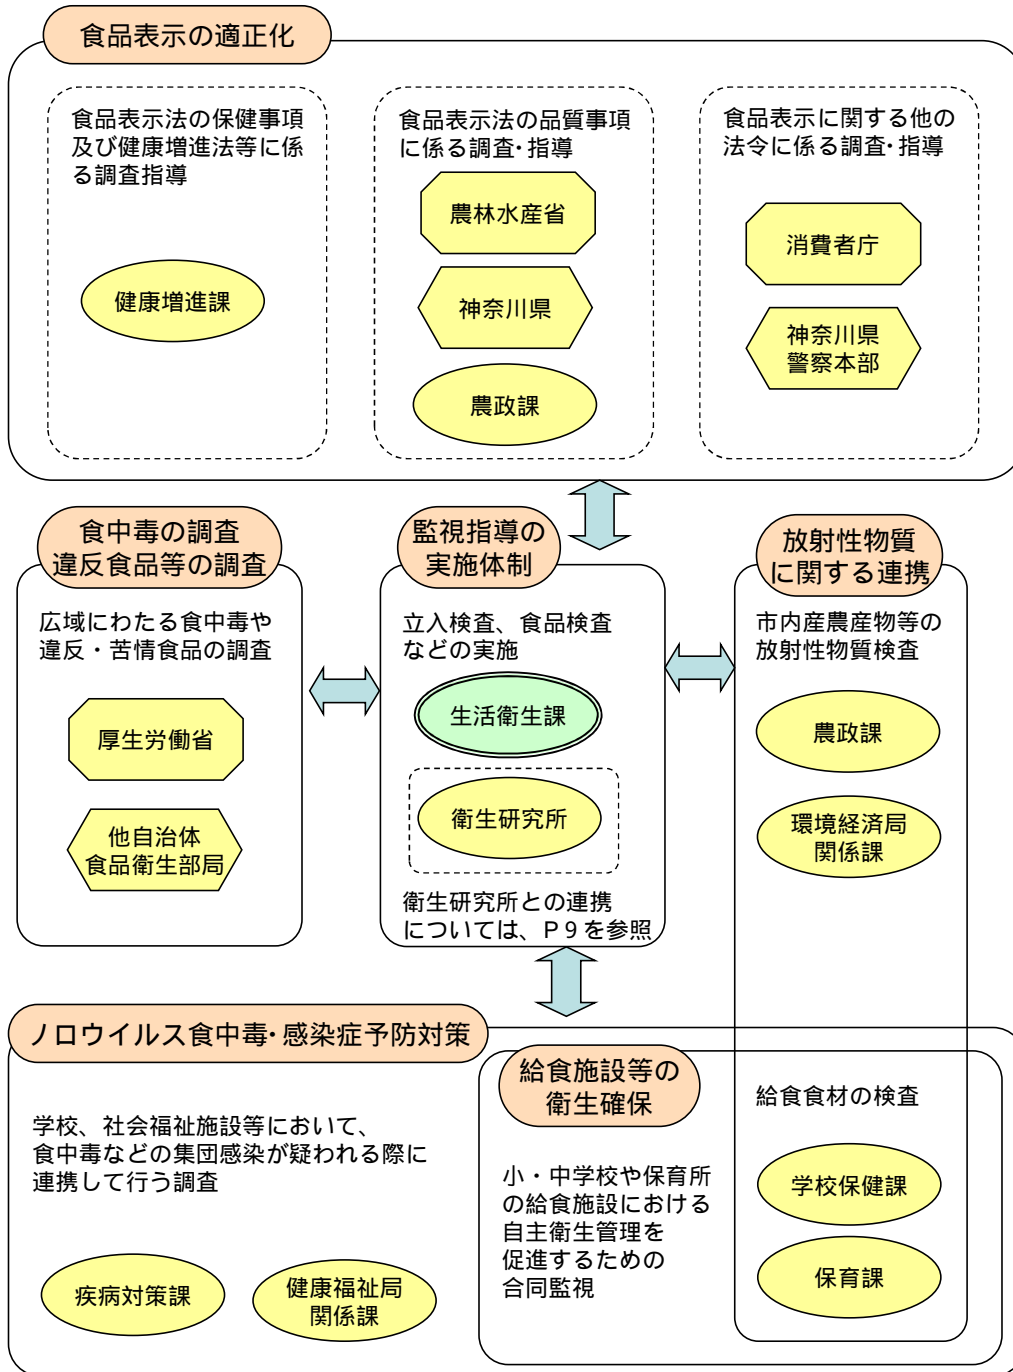 食品表示の適正化
食品表示法の保健事項
及び健康増進法等に係
る調査指導
健康増進課
食品表示法の品質事項
に係る調査・指導
農林水産省
神奈川県
農政課
食品表示に関する他の
法令に係る調査・指導
消費者庁
神奈川県
警察本部
食中毒の調査
違反食品等の調査
広域にわたる食中毒や
違反・苦情食品の調査
厚生労働省
他自治体
食品衛生部局
監視指導の
実施体制
立入検査、食品検査
などの実施
生活衛生課
衛生研究所
衛生研究所との連携
については、P9を参照
放射性物質
に関する連携
市内産農産物等の
放射性物質検査
農政課
環境経済局
関係課
ノロウイルス食中毒・感染症予防対策
学校、社会福祉施設等において、
食中毒などの集団感染が疑われる際に
連携して行う調査
疾病対策課
健康福祉局
関係課
給食施設等の
衛生確保
小・中学校や保育所
の給食施設における
自主衛生管理を
促進するための
合同監視
給食食材の検査
学校保健課
保育課